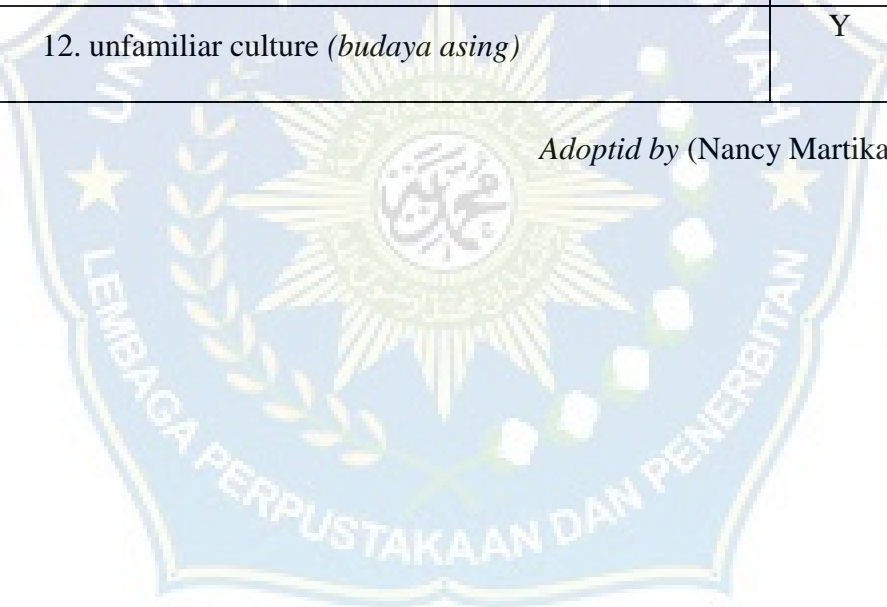 12. unfamiliar culture (budaya asing) Y
Adoptid by (Nancy Martika
LEMBAGA PERPUSTAKAAN DAN PENERBITAN